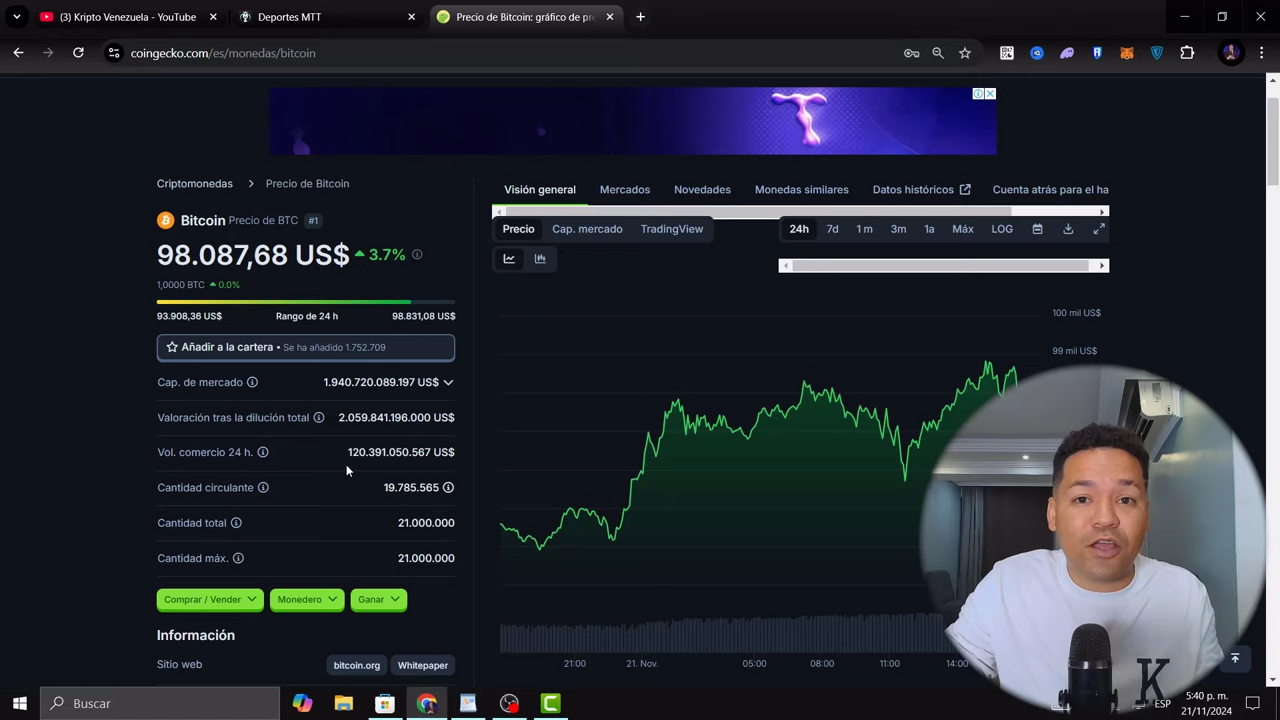 (3) Kripto Venezuela - YouTube
Deportes MTT
Precio de Bitcoin: gráfico de pre
coingecko.com/es/monedas/bitcoin
Criptomonedas > Precio de Bitcoin
Bitcoin Precio de BTC #1
98.087,68 US$ 3.7%
1,0000 BTC 0.0%
93.908,36 US$ Rango de 24 h 98.831,08 US$
Añadir a la cartera • Se ha añadido 1.752.709
Cap. de mercado 1.940.720.089.197 US$
Valoración tras la dilución total 2.059.841.196.000 US$
Vol. comercio 24 h. 120.391.050.567 US$
Cantidad circulante 19.785.565
Cantidad total 21.000.000
Cantidad máx. 21.000.000
Comprar / Vender Monedero Ganar
Información
Sitio web bitcoin.org Whitepaper
Visión general Mercados Novedades Monedas similares Datos históricos Cuenta atrás para el ha
Precio Cap. mercado TradingView 24h 7d 1 m 3m 1a Máx LOG
100 mil US$
99 mil US$
21:00 21. Nov. 05:00 08:00 11:00 14:00
K
Buscar
ESP
5:40 p. m.
21/11/2024